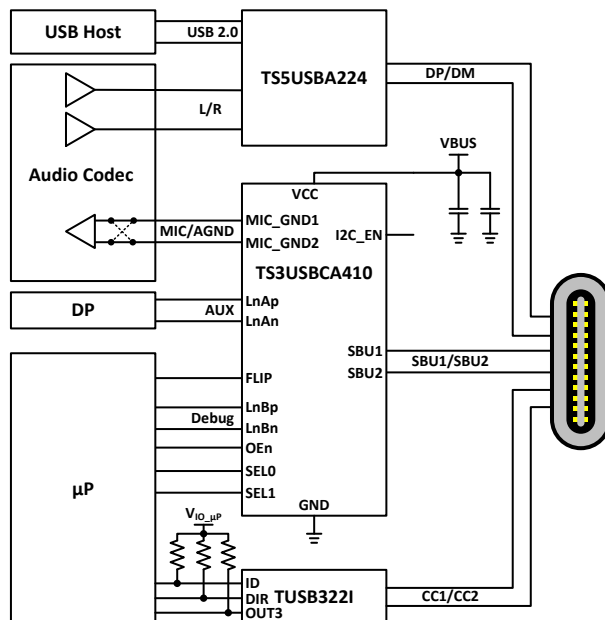 USB Host
USB 2.0
TS5USBA224
DP/DM
L/R
Audio Codec
VBUS
VCC
MIC_GND1
MIC/AGND
MIC_GND2
I2C_EN
TS3USBCA410
DP
AUX
LnAp
LnAn
SBU1
SBU2
SBU1/SBU2
FLIP
LnBp
Debug
LnBn
OEn
SEL0
SEL1
µP
GND
VIO_µP
ID
DIR
OUT3
TUSB322I
CC1/CC2